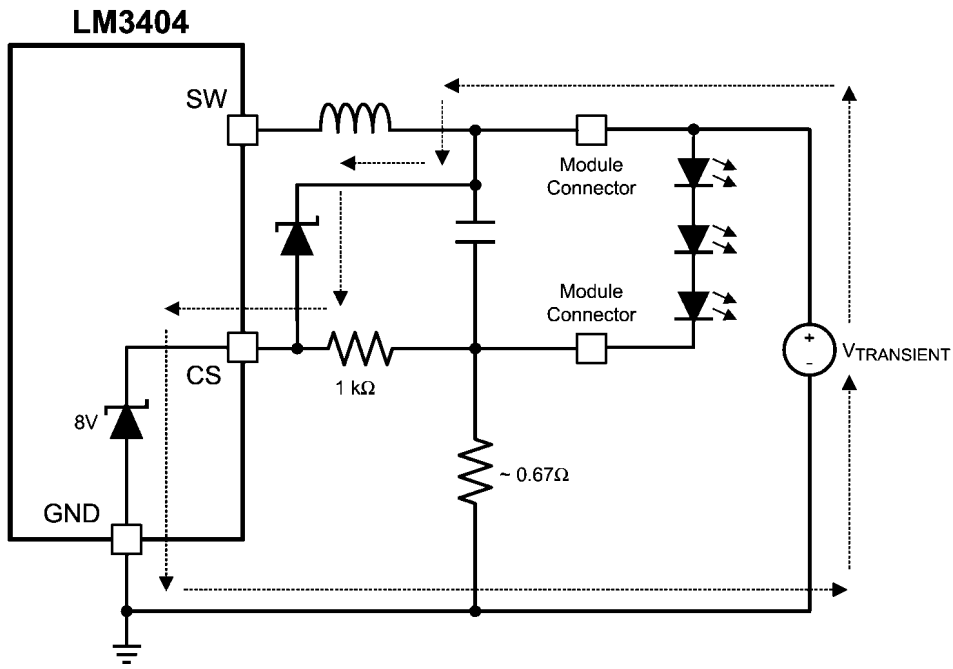 LM3404
SW
Module
Connector
Module
Connector
CS
1 kΩ
+
-
VTRANSIENT
8V
~ 0.67Ω
GND